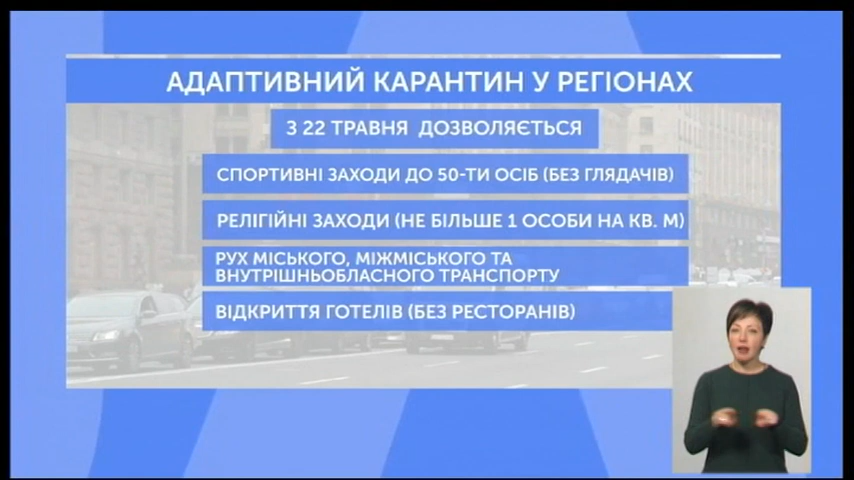 АДАПТИВНИЙ КАРАНТИН У РЕГІОНАХ
З 22 ТРАВНЯ ДОЗВОЛЯЄТЬСЯ
СПОРТИВНІ ЗАХОДИ ДО 50-ТИ ОСІБ (БЕЗ ГЛЯДАЧІВ)
РЕЛІГІЙНІ ЗАХОДИ (НЕ БІЛЬШЕ 1 ОСОБИ НА КВ. М)
РУХ МІСЬКОГО, МІЖМІСЬКОГО ТА
ВНУТРІШНЬООБЛАСНОГО ТРАНСПОРТУ
ВІДКРИТТЯ ГОТЕЛІВ (БЕЗ РЕСТОРАНІВ)